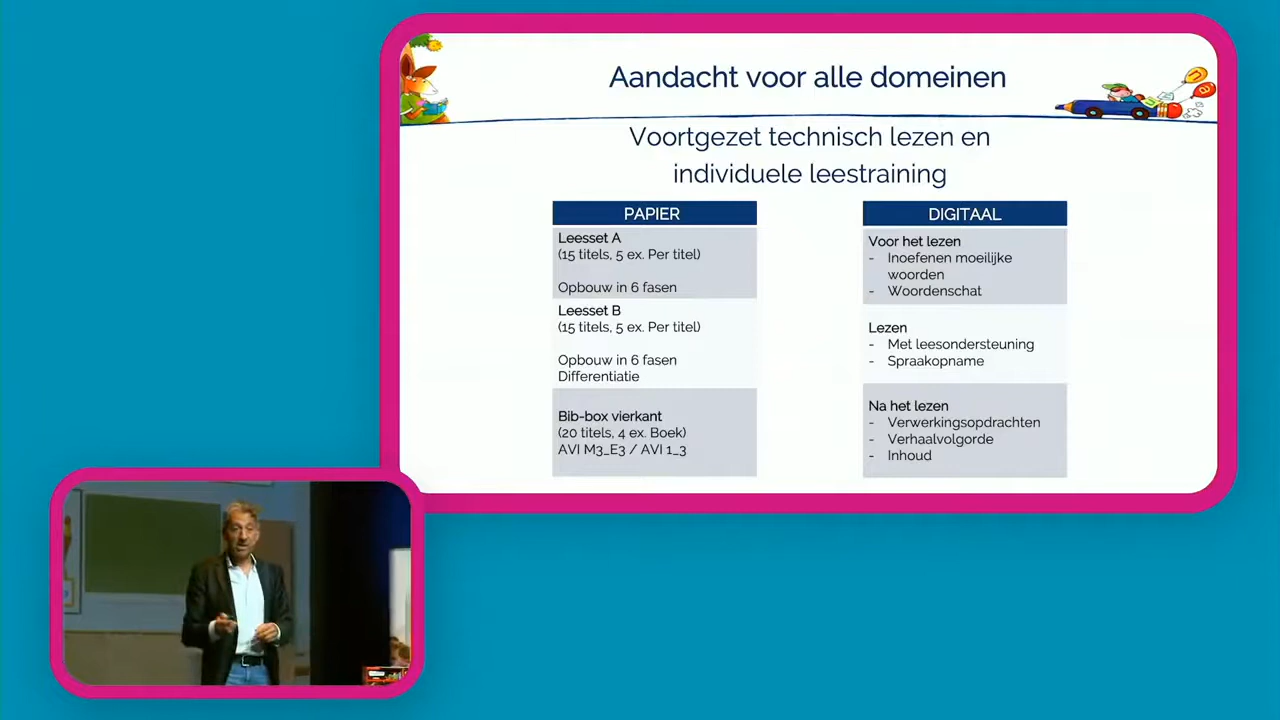 Aandacht voor alle domeinen
Voortgezet technisch lezen en
individuele leestraining
PAPIER
Leesset A
(15 titels, 5 ex. Per titel)
Opbouw in 6 fasen
Leesset B
(15 titels, 5 ex. Per titel)
Opbouw in 6 fasen
Differentiatie
Bib-box vierkant
(20 titels, 4 ex. Boek)
AVI M3_E3 / AVI 1_3
DIGITAAL
Voor het lezen
- Inoefenen moeilijke
woorden
- Woordenschat
Lezen
- Met leesondersteuning
- Spraakopname
Na het lezen
- Verwerkingsopdrachten
- Verhaalvolgorde
- Inhoud